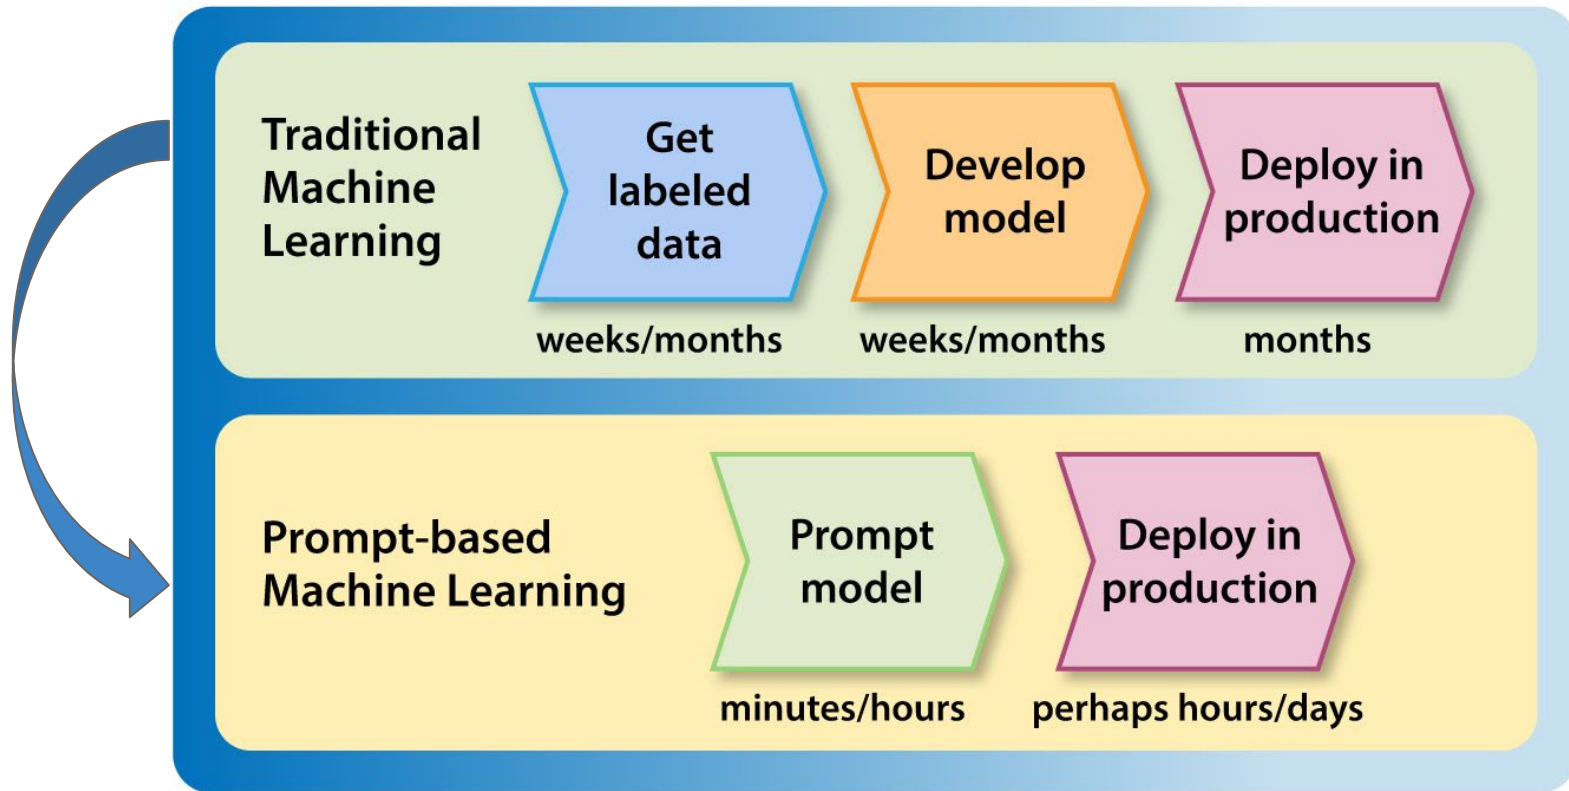 Traditional
Machine
Learning
Get
labeled
data
weeks/months
Develop
model
weeks/months
Deploy in
production
months
Prompt-based
Machine Learning
Prompt
model
minutes/hours
Deploy in
production
perhaps hours/days